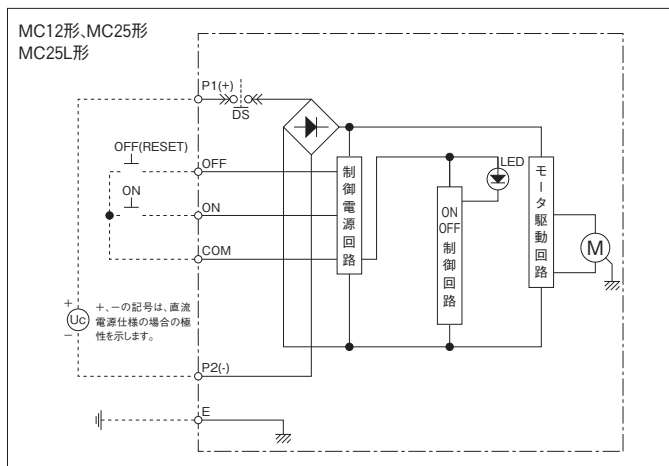 MC12形、MC25形
MC25L形
P1(+)
DS
OFF(RESET)
OFF
ON
ON
COM
LED
制御電源回路
ON
OFF
制御回路
モータ駆動回路
M
+
Uc
−
+、−の記号は、直流
電源仕様の場合の極
性を示します。
P2(-)
E